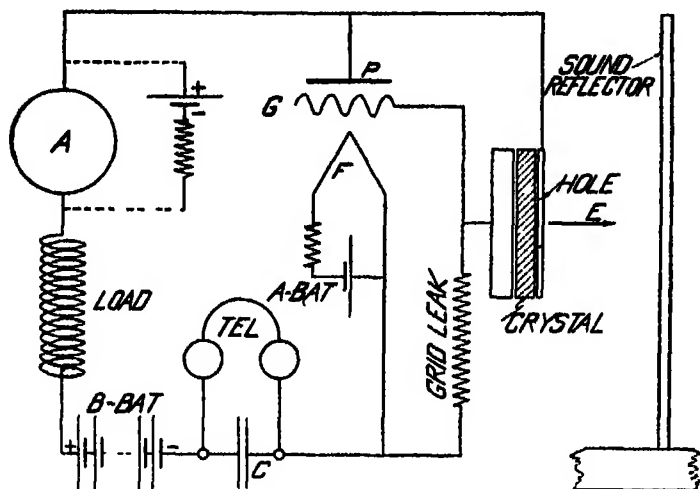 P
SOUND
REFLECTOR
+
-
G
A
F
HOLE
E
LOAD
A-BAT
GRID LEAK
CRYSTAL
TEL
B-BAT
+
-
C